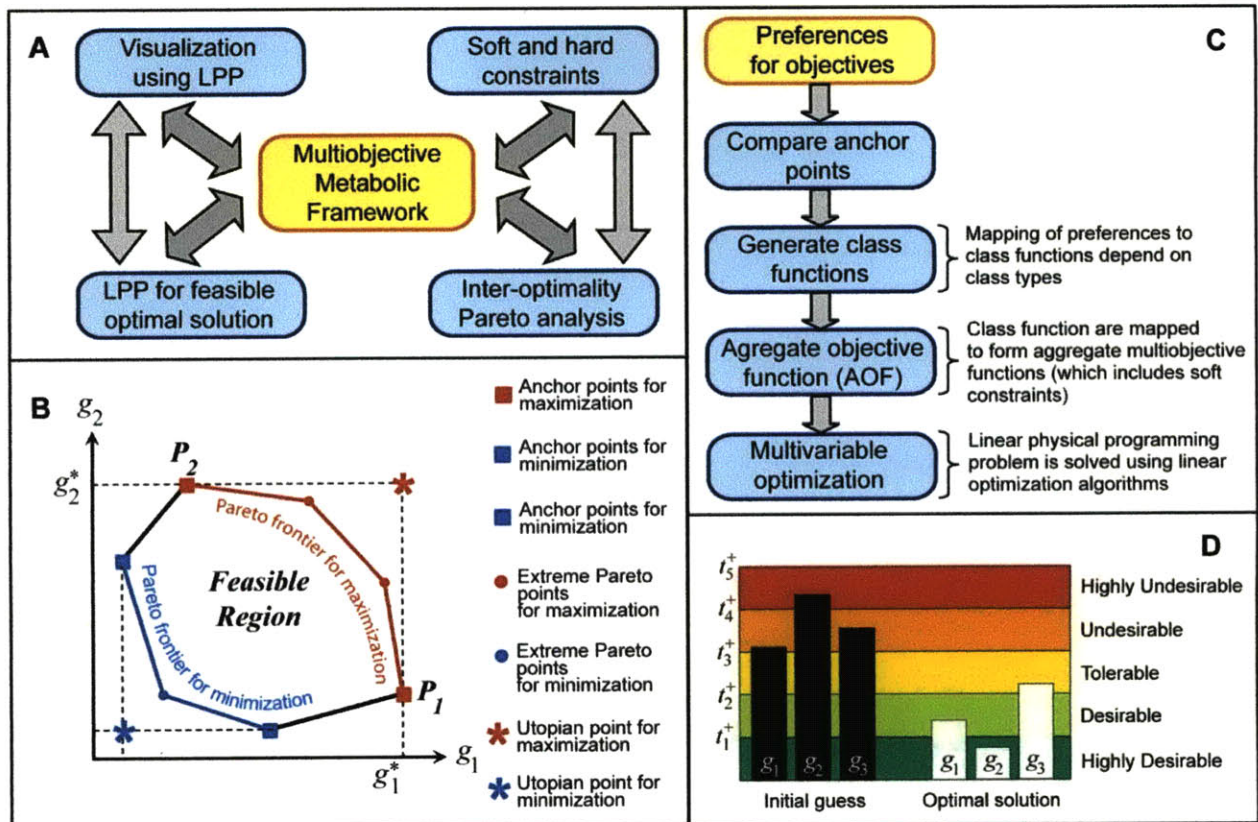 A
Visualization
using LPP
Soft and hard
constraints
Multiobjective
Metabolic
Framework
LPP for feasible
optimal solution
Inter-optimality
Pareto analysis
B
g₂
g₂*
P₂
Pareto frontier for maximization
Feasible
Region
Pareto frontier for minimization
P₁
g₁*
g₁
Anchor points for
maximization
Anchor points for
minimization
Anchor points for
minimization
Extreme Pareto
points
for maximization
Extreme Pareto
points
for minimization
Utopian point for
maximization
Utopian point for
minimization
C
Preferences
for objectives
Compare anchor
points
Generate class
functions
Mapping of preferences to
class functions depend on
class types
Agregate objective
function (AOF)
Class function are mapped
to form aggregate multiobjective
functions (which includes soft
constraints)
Multivariable
optimization
Linear physical programming
problem is solved using linear
optimization algorithms
D
t₅⁺
Highly Undesirable
t₄⁺
Undesirable
t₃⁺
Tolerable
t₂⁺
Desirable
t₁⁺
Highly Desirable
g₁ g₂ g₃ g₁ g₂ g₃
Initial guess Optimal solution